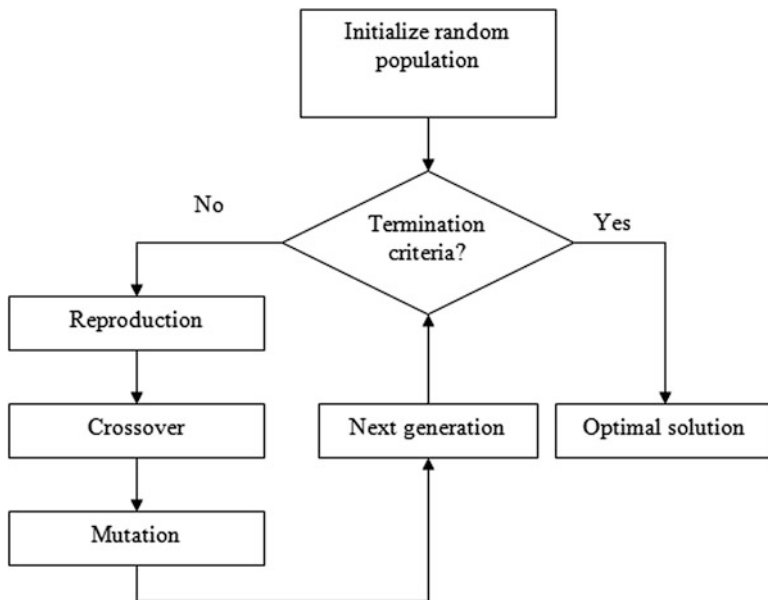 Initialize random
population
No
Termination
criteria?
Yes
Reproduction
Crossover
Next generation
Optimal solution
Mutation